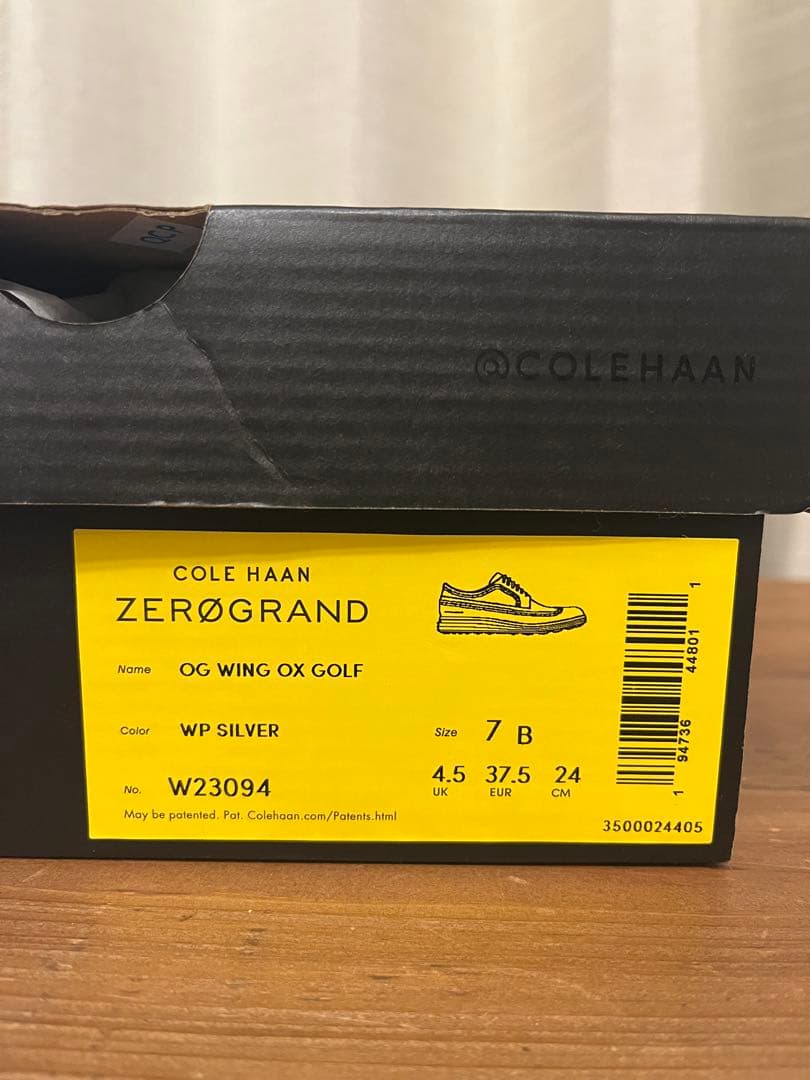 QCP
@COLEHAAN
COLE HAAN
ZERØGRAND
Name OG WING OX GOLF
Color WP SILVER
Size 7 B
No. W23094
4.5 37.5 24
UK EUR CM
May be patented. Pat. Colehaan.com/Patents.html
1 94736 44801 1
3500024405